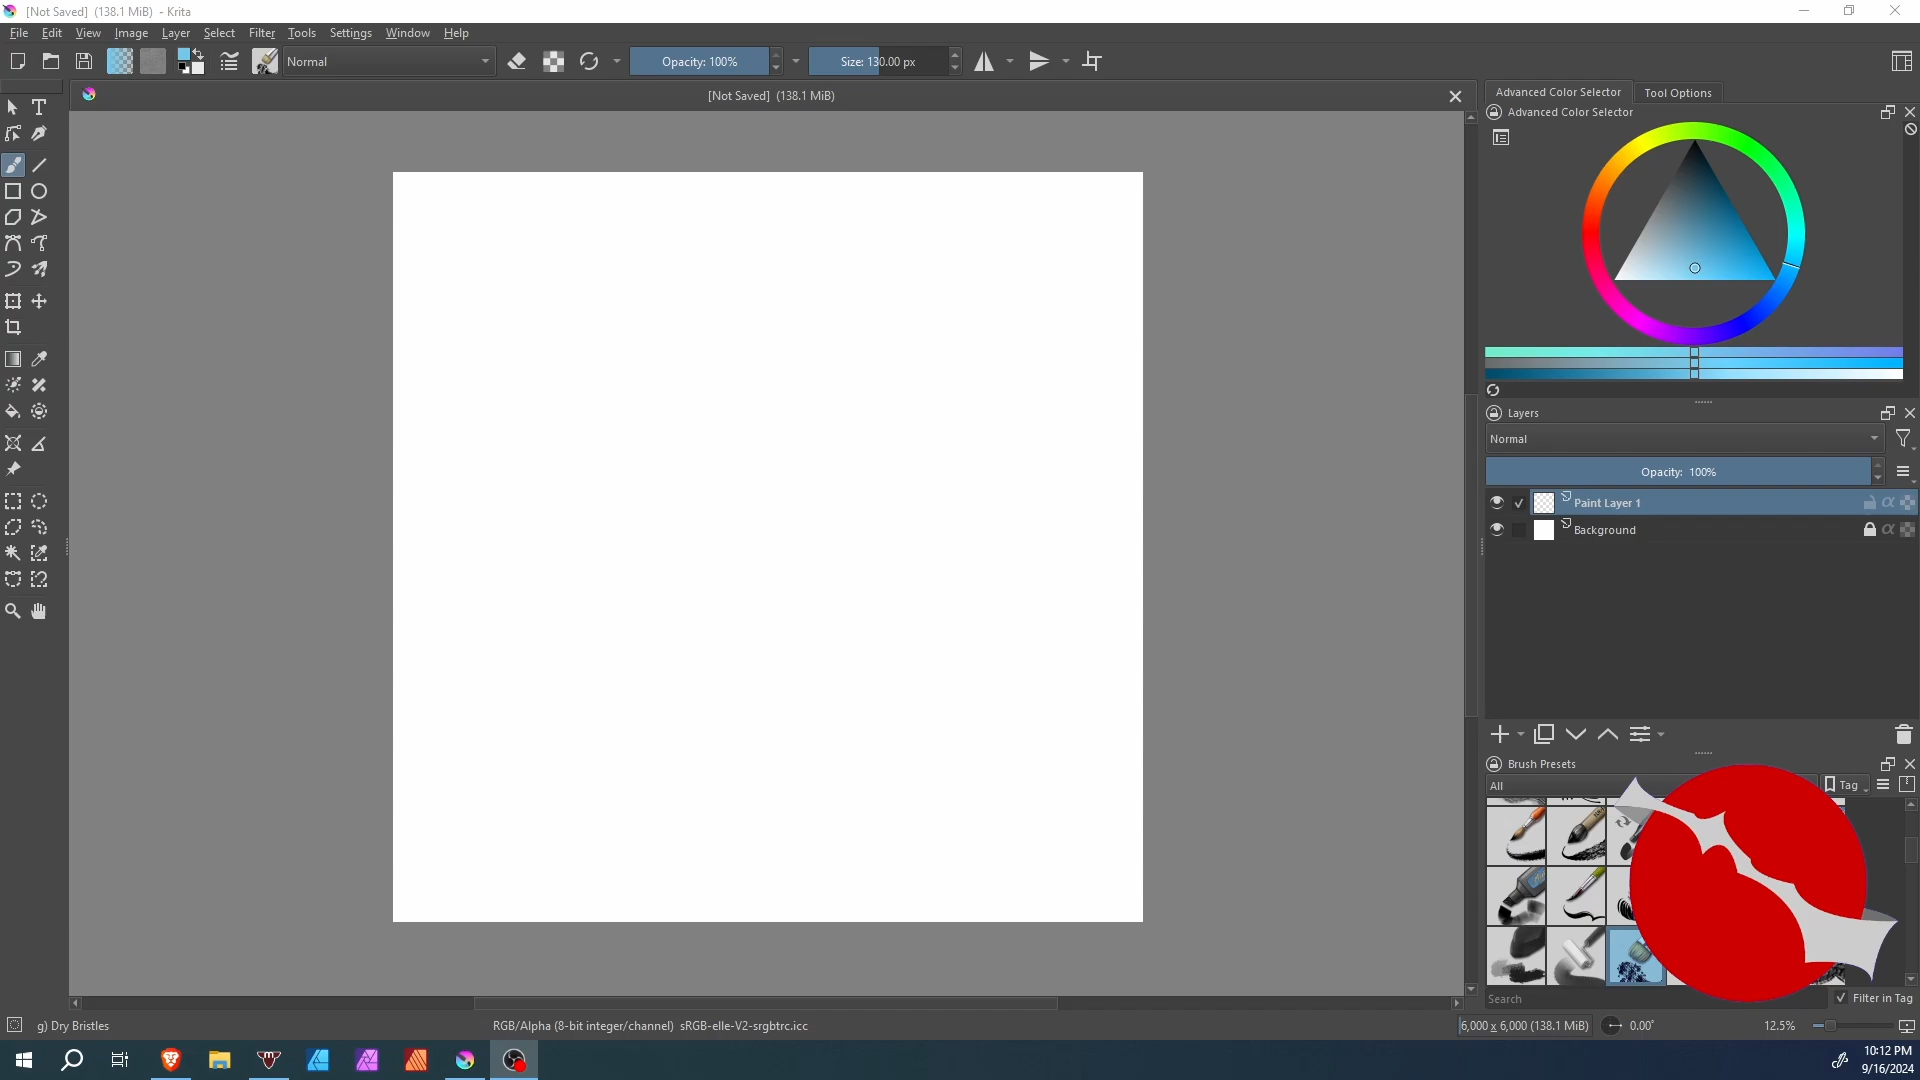 [Not Saved]  (138.1 MiB)  - Krita
File Edit View Image Layer Select Filter Tools Settings Window Help
Normal
Opacity: 100%
Size: 130.00 px
[Not Saved]  (138.1 MiB)
Advanced Color Selector
Tool Options
Advanced Color Selector
Layers
Normal
Opacity:  100%
Paint Layer 1
Background
Brush Presets
All
Tag
Search
Filter in Tag
g) Dry Bristles
RGB/Alpha (8-bit integer/channel)  sRGB-elle-V2-srgbtrc.icc
6,000 x 6,000 (138.1 MiB)
0.00°
12.5%
10:12 PM
9/16/2024